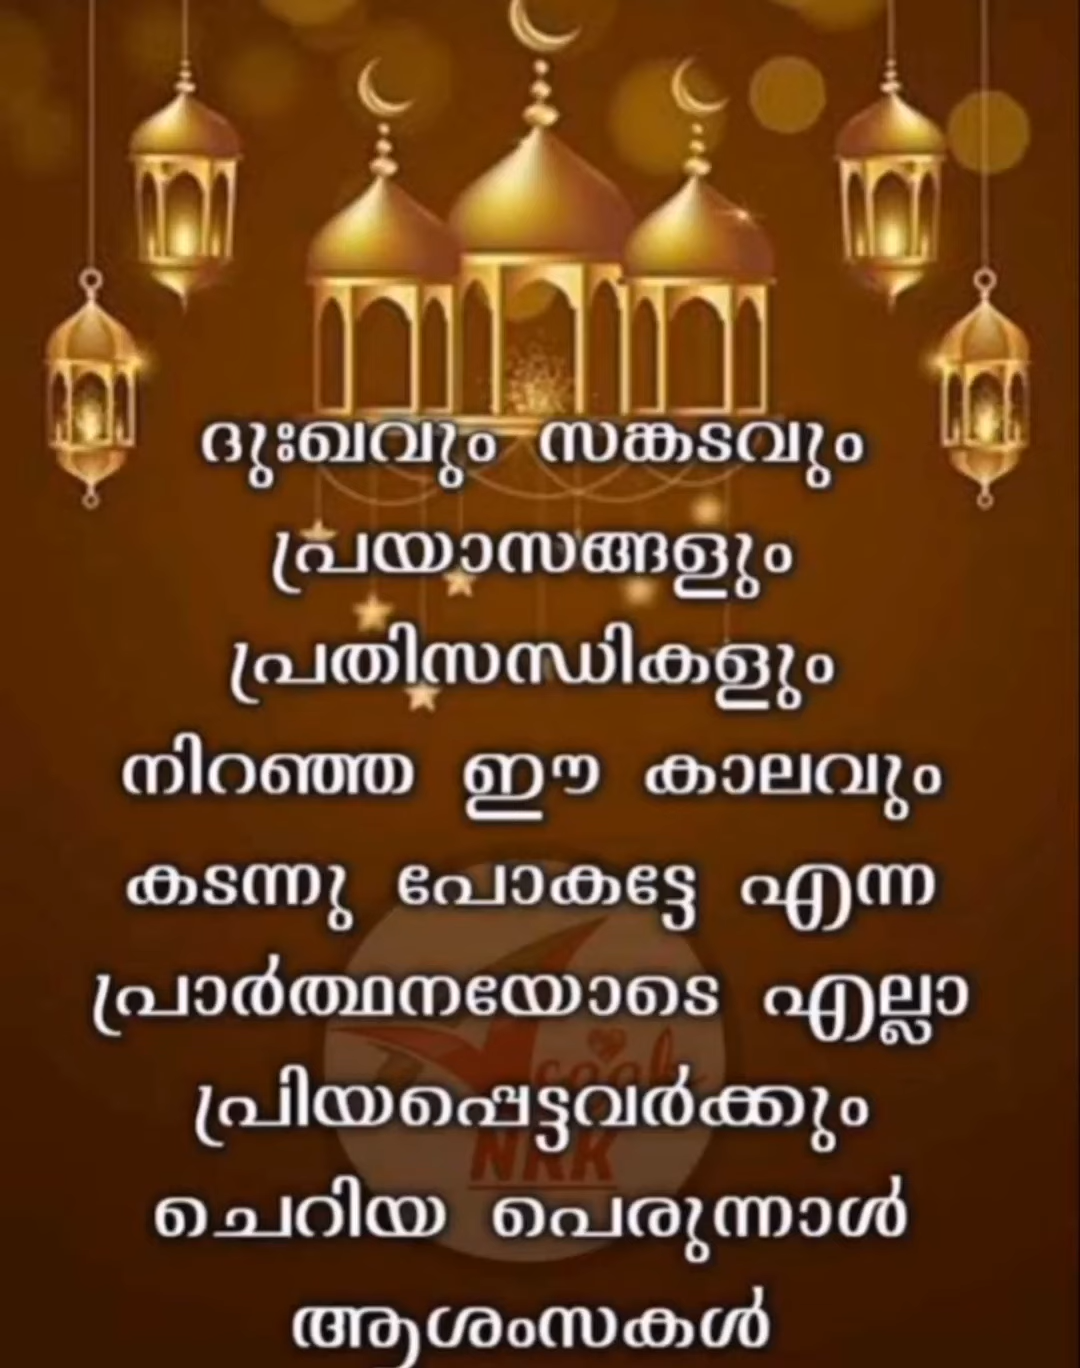 ദുഃഖവും സങ്കടവും
പ്രയാസങ്ങളും
പ്രതിസന്ധികളും
നിറഞ്ഞ ഈ കാലവും
കടന്നു പോകട്ടേ എന്ന
പ്രാർത്ഥനയോടെ എല്ലാ
പ്രിയപ്പെട്ടവർക്കും
ചെറിയ പെരുന്നാൾ
ആശംസകൾ
NRK